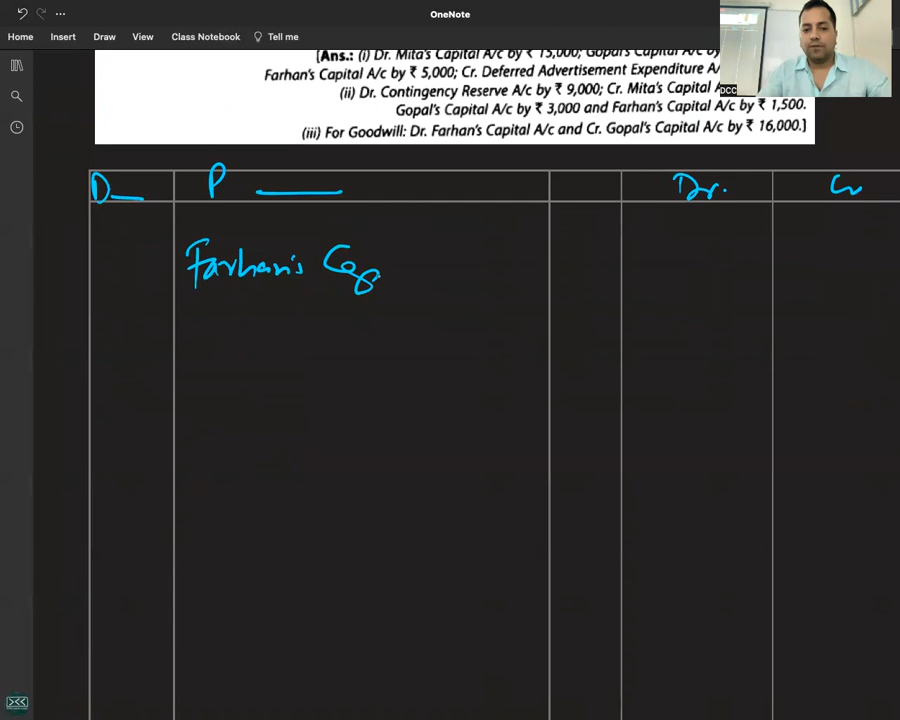 OneNote
Home Insert Draw View Class Notebook Tell me
DCC
[Ans.: (i) Dr. Mita's Capital A/c by ₹ 15,000; Gopal's Capital A/c by
Farhan's Capital A/c by ₹ 5,000; Cr. Deferred Advertisement Expenditure A/
(ii) Dr. Contingency Reserve A/c by ₹ 9,000; Cr. Mita's Capital
Gopal's Capital A/c by ₹ 3,000 and Farhan's Capital A/c by ₹ 1,500.
(iii) For Goodwill: Dr. Farhan's Capital A/c and Cr. Gopal's Capital A/c by ₹ 16,000.]
D P Dr. Cr
Farhan's Cap